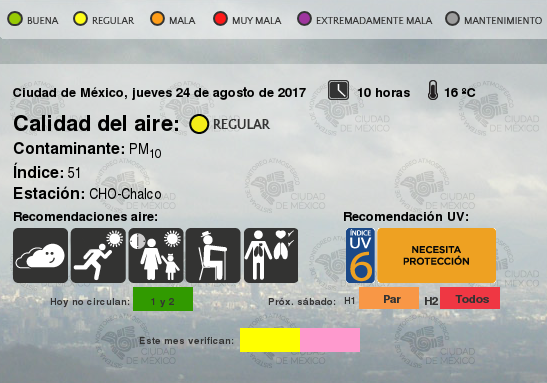 BUENA REGULAR MALA MUY MALA EXTREMADAMENTE MALA MANTENIMIENTO
Ciudad de México, jueves 24 de agosto de 2017 10 horas 16 ºC
Calidad del aire: REGULAR
Contaminante: PM10
Índice: 51
Estación: CHO-Chalco
Recomendaciones aire: Recomendación UV:
ÍNDICE
UV
6
NECESITA
PROTECCIÓN
Hoy no circulan: 1 y 2 Próx. sábado: H1 Par H2 Todos
Este mes verifican:
CIUDAD
DE MÉXICO